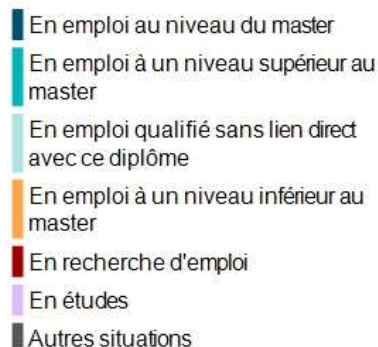 En emploi au niveau du master
En emploi à un niveau supérieur au
master
En emploi qualifié sans lien direct
avec ce diplôme
En emploi à un niveau inférieur au
master
En recherche d'emploi
En études
Autres situations